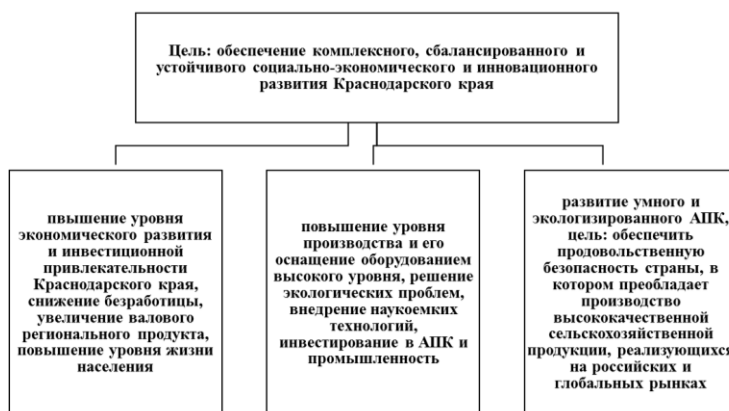 Цель: обеспечение комплексного, сбалансированного и
устойчивого социально-экономического и инновационного
развития Краснодарского края
пвышение уровня
экономического развития
и инвестиционной
привлекательности
Краснодарского края,
снижение безработицы,
увеличение валового
регионального продукта,
повышение уровня жизни
населения
повышение уровня
производства и его
оснащение оборудованием
высокого уровня, решение
экологических проблем,
внедрение наукоемких
технологий,
инвестирование в АПК и
промышленность
развитие умного и
экологизированного АПК,
цель: обеспечить
продовольственную
безопасность страны, в
котором преобладает
производство
высококачественной
сельскохозяйственной
продукции, реализующихся
на российских и
глобальных рынках